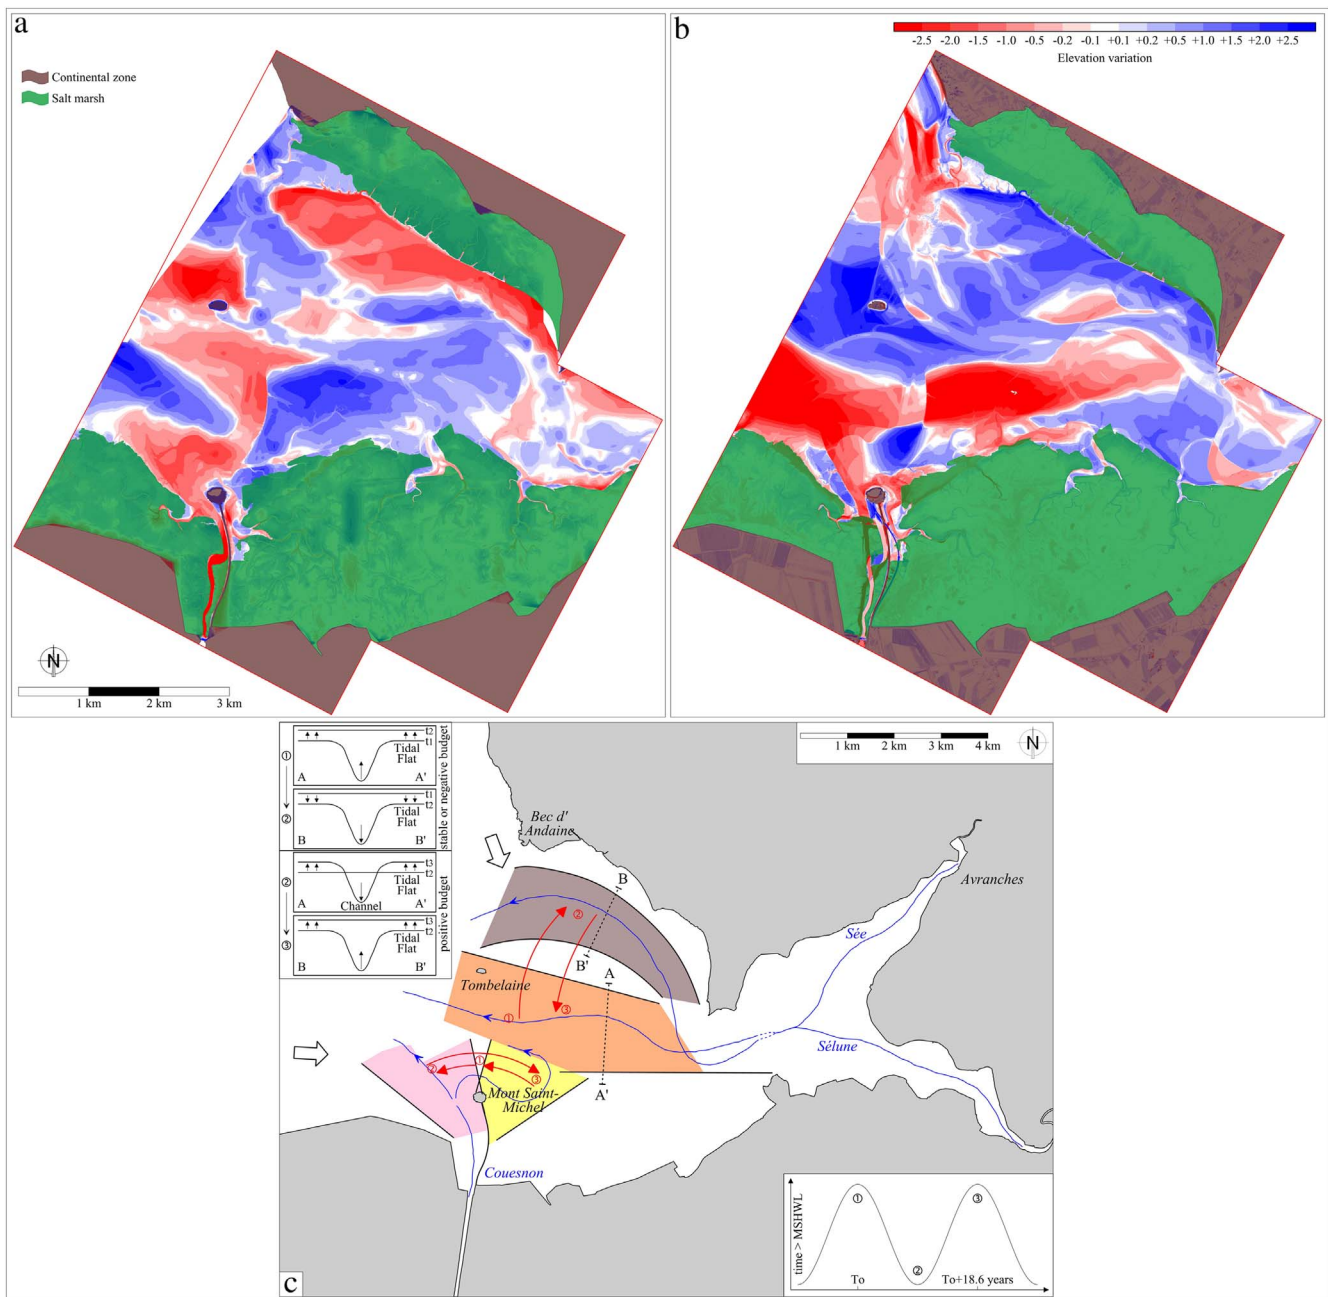 a
Continental zone
Salt marsh
N
1 km 2 km 3 km
b
-2.5 -2.0 -1.5 -1.0 -0.5 -0.2 -0.1 +0.1 +0.2 +0.5 +1.0 +1.5 +2.5
Elevation variation
① t2
t1
Tidal
Flat
A A'
② t1
t2
Tidal
Flat
B B'
stable or negative budget
② t3
t2
Tidal
Flat
A A'
Channel
③ t3
t2
Tidal
Flat
B B'
positive budget
1 km 2 km 3 km 4 km
N
Bec d'
Andaine
Avranches
B
②
Sée
B'
A
Tombelaine
③
①
Sélune
①
②
③
Mont Saint-
Michel
A'
Couesnon
c
time > MSHWL
① ③
②
To To+18.6 years